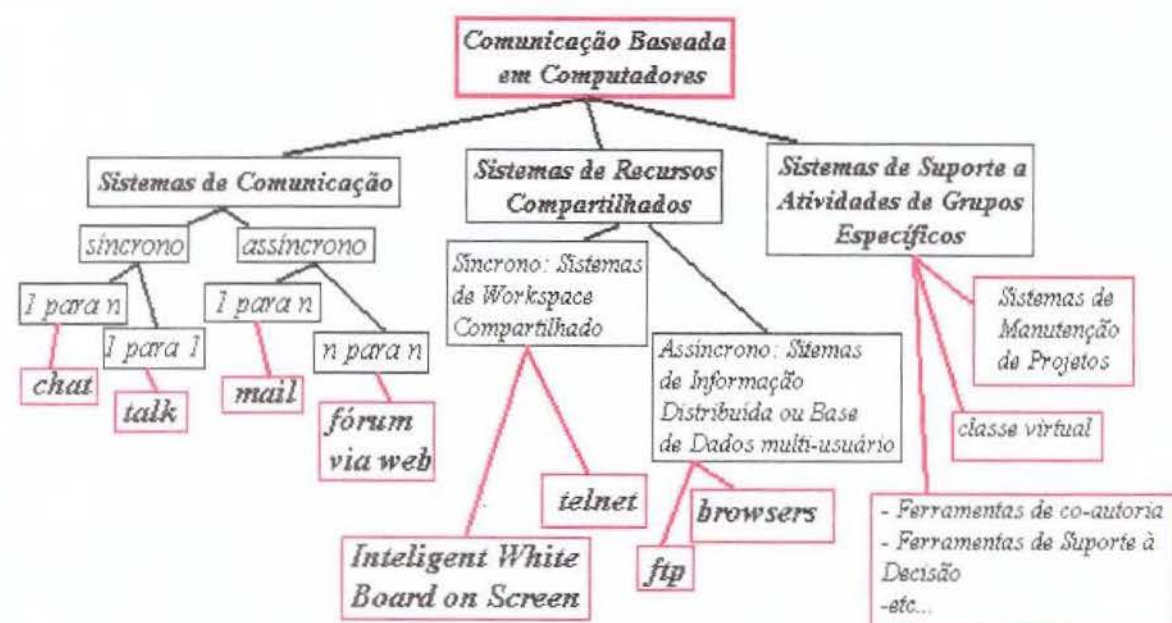 Comunicação Baseada
em Computadores
Sistemas de Comunicação
síncrono
assíncrono
1 para n
1 para 1
1 para n
n para n
chat
talk
mail
fórum
via web
Sistemas de Recursos
Compartilhados
Síncrono: Sistemas
de Workspace
Compartilhado
Assíncrono: Sitemas
de Informação
Distribuída ou Base
de Dados multi-usuário
Inteligent White
Board on Screen
telnet
ftp
browsers
Sistemas de Suporte a
Atividades de Grupos
Específicos
Sistemas de
Manutenção
de Projetos
classe virtual
- Ferramentas de co-autoria
- Ferramentas de Suporte à
Decisão
-etc...